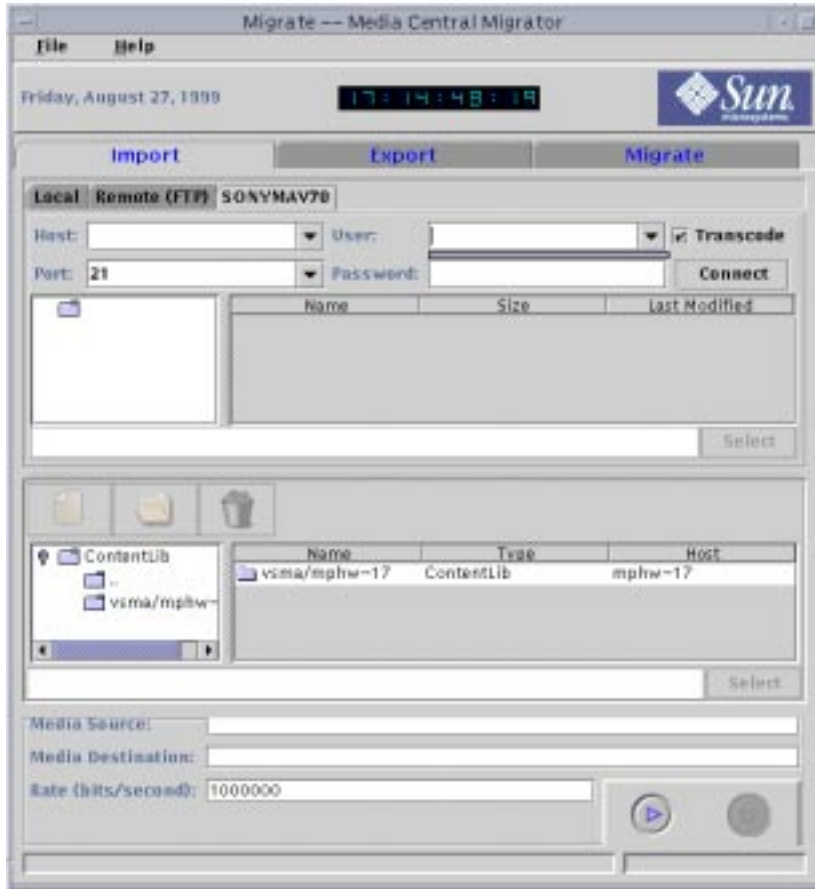 Migrate -- Media Central Migrator
File Help
Friday, August 27, 1999 17:14:48:19 Sun microsystems
Import Export Migrate
Local Remote (FTP) SONYMAV70
Host: User: Transcode
Port: 21 Password: Connect
Name Size Last Modified
Select
ContentLib Name Type Host
.. vsma/mphw-17 ContentLib mphw-17
vsma/mphw-
Select
Media Source:
Media Destination:
Rate (bits/second): 1000000